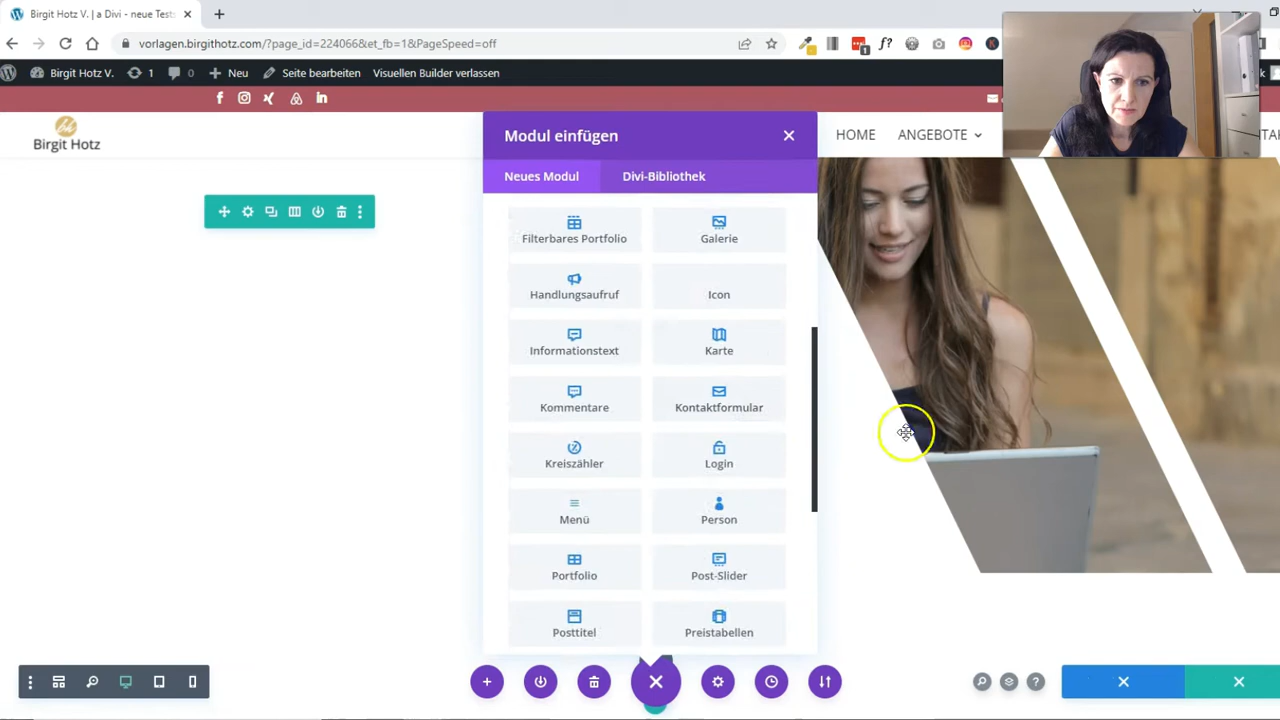 Birgit Hotz V. | a Divi - neue Tests
vorlagen.birgithotz.com/?page_id=224066&et_fb=1&PageSpeed=off
Birgit Hotz V. 1 0 Neu Seite bearbeiten Visuellen Builder verlassen
Birgit Hotz
HOME ANGEBOTE
Modul einfügen
Neues Modul Divi-Bibliothek
Filterbares Portfolio Galerie
Handlungsaufruf Icon
Informationstext Karte
Kommentare Kontaktformular
Kreiszähler Login
Menü Person
Portfolio Post-Slider
Posttitel Preistabellen